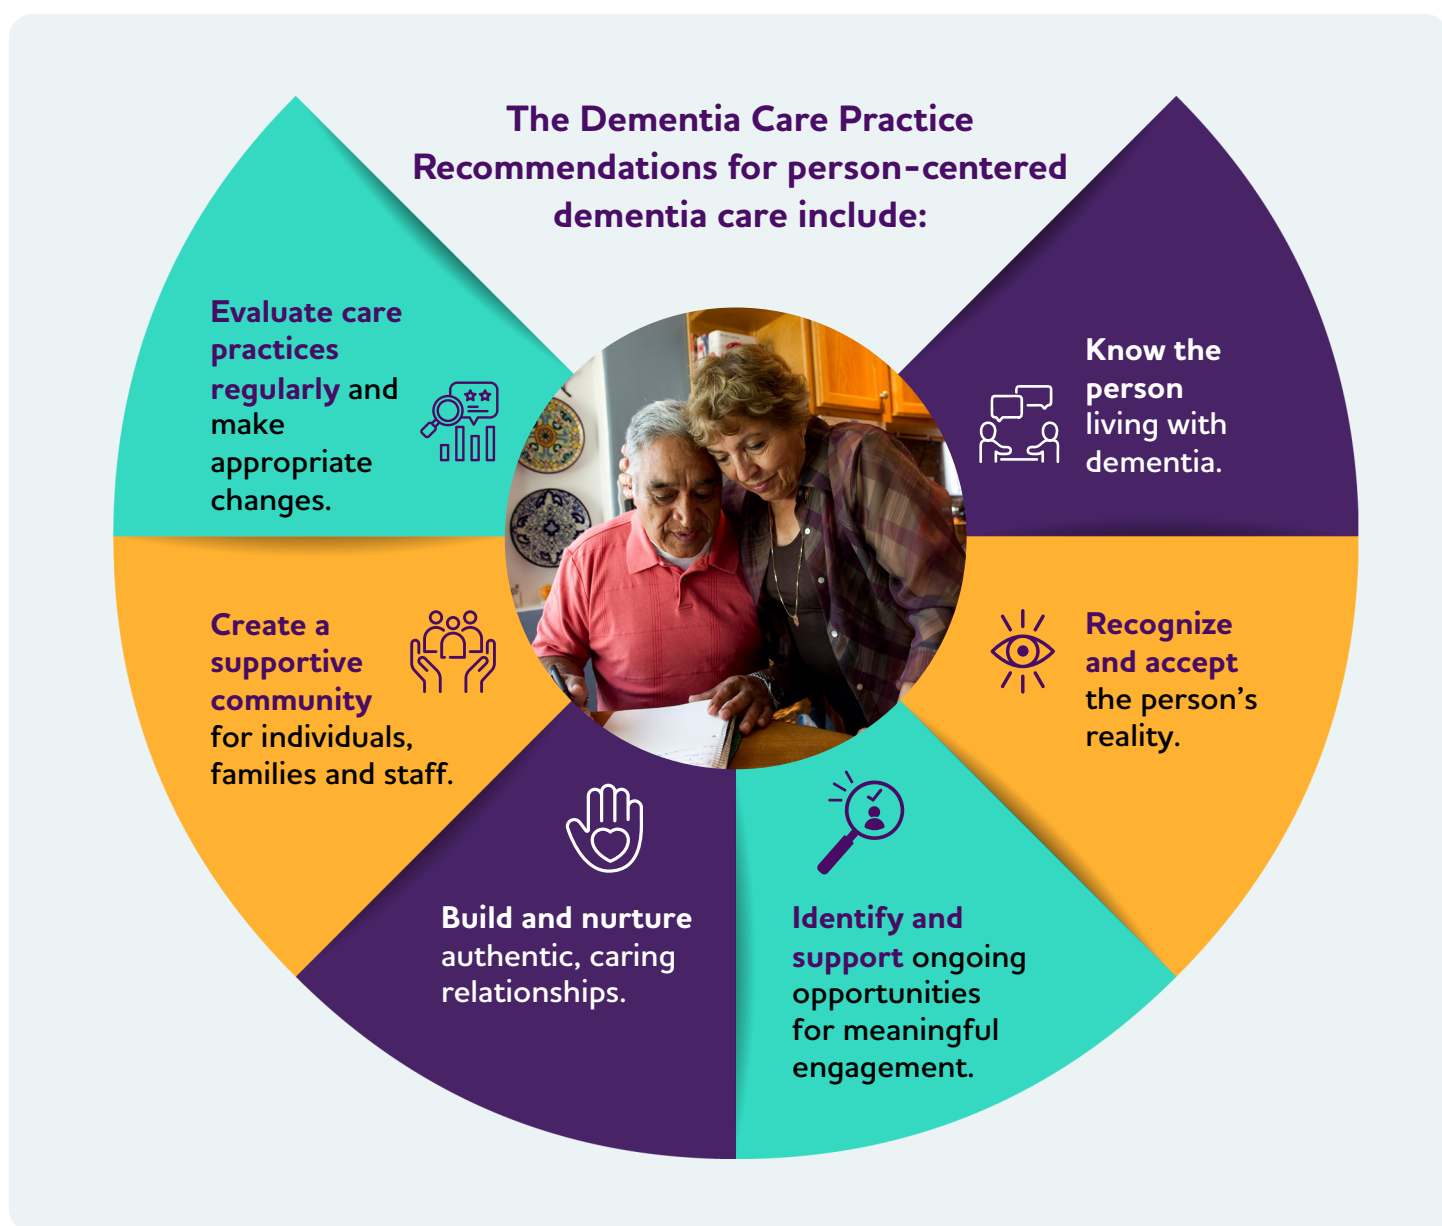 The Dementia Care Practice
Recommendations for person-centered
dementia care include:
Know the
person
living with
dementia.
Recognize
and accept
the person’s
reality.
Identify and
support ongoing
opportunities
for meaningful
engagement.
Build and nurture
authentic, caring
relationships.
Create a
supportive
community
for individuals,
families and staff.
Evaluate care
practices
regularly and
make
appropriate
changes.